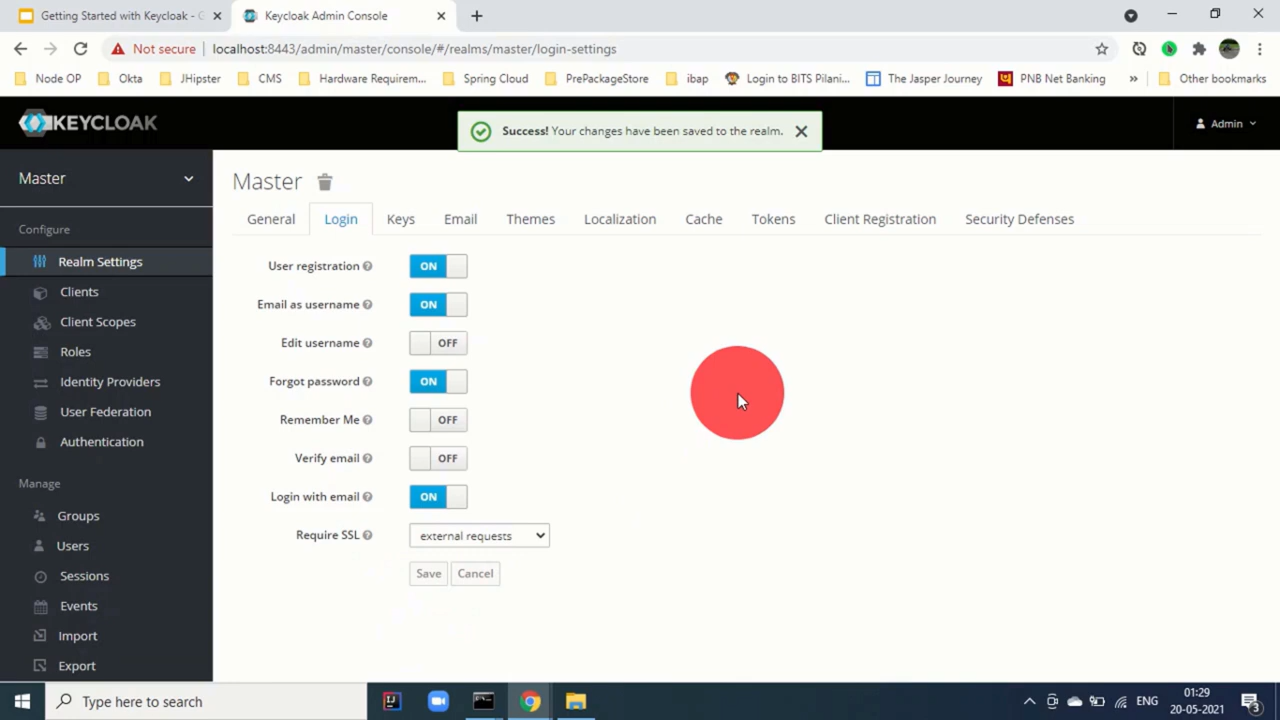 Getting Started with Keycloak - G
Keycloak Admin Console
Not secure
localhost:8443/admin/master/console/#/realms/master/login-settings
Node OP
Okta
JHipster
CMS
Hardware Requirem...
Spring Cloud
PrePackageStore
ibap
Login to BITS Pilani,...
The Jasper Journey
PNB Net Banking
»
Other bookmarks
KEYCLOAK
Success! Your changes have been saved to the realm.
Admin
Master
Configure
Realm Settings
Clients
Client Scopes
Roles
Identity Providers
User Federation
Authentication
Manage
Groups
Users
Sessions
Events
Import
Export
Master
General
Login
Keys
Email
Themes
Localization
Cache
Tokens
Client Registration
Security Defenses
User registration ON
Email as username ON
Edit username OFF
Forgot password ON
Remember Me OFF
Verify email OFF
Login with email ON
Require SSL external requests
Save Cancel
Type here to search
ENG
01:29
20-05-2021
3